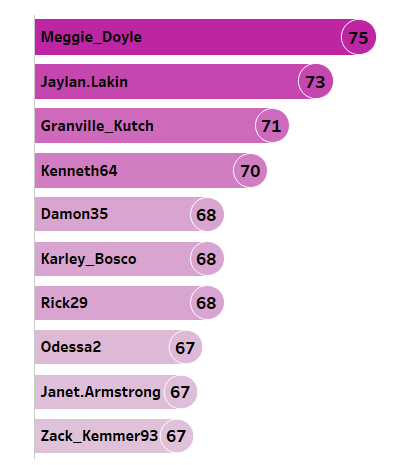 Meggie_Doyle 75
Jaylan.Lakin 73
Granville_Kutch 71
Kenneth64 70
Damon35 68
Karley_Bosco 68
Rick29 68
Odessa2 67
Janet.Armstrong 67
Zack_Kemmer93 67